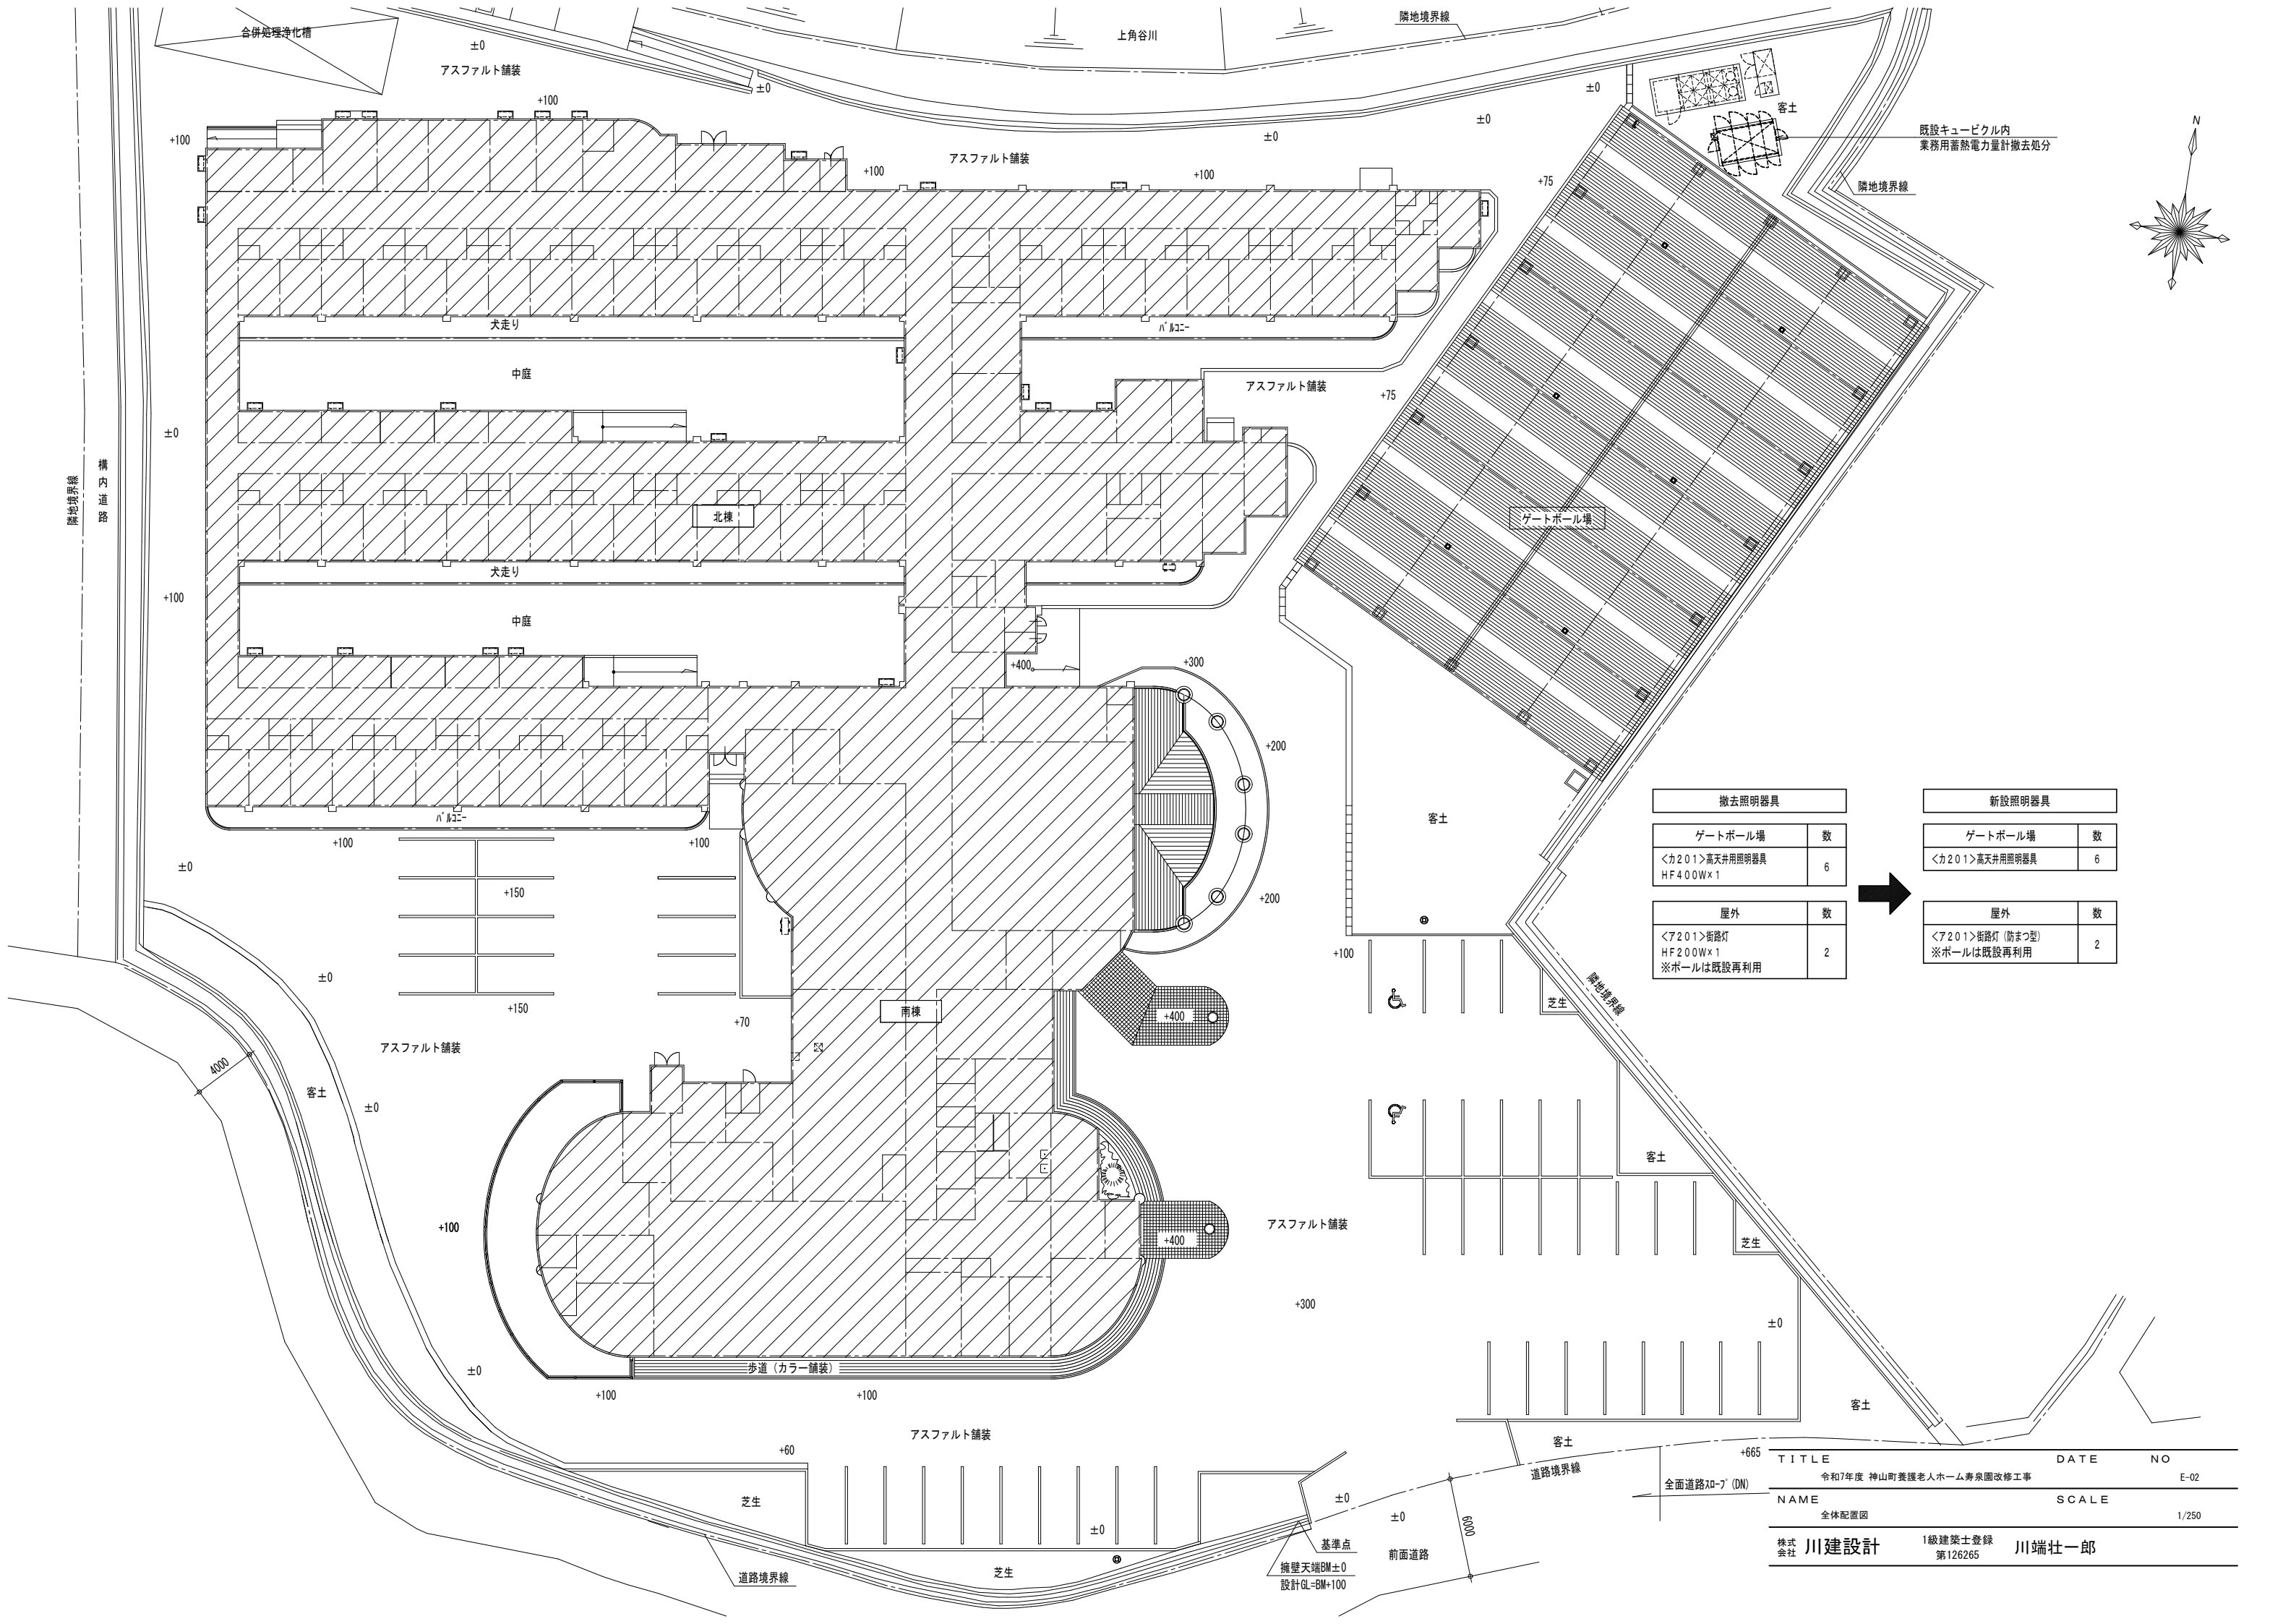 合併処理浄化槽
±0
アスファルト舗装
+100
±0
上角谷川
隣地境界線
±0
客土
既設キュービクル内
業務用蓄熱電力量計撤去処分
隣地境界線
N
+100
アスファルト舗装
+100
+100
±0
±0
+75
犬走り
バルコニー
中庭
アスファルト舗装
+75
±0
隣地境界線
構内道路
北棟
ゲートボール場
犬走り
+100
中庭
+400
+300
+200
バルコニー
+100
+100
±0
+150
+200
客土
+100
撤去照明器具
ゲートボール場 数
<カ201>高天井用照明器具
HF400W×1
6
屋外 数
<ア201>街路灯
HF200W×1
※ポールは既設再利用
2
新設照明器具
ゲートボール場 数
<カ201>高天井用照明器具 6
屋外 数
<ア201>街路灯（防まつ型）
※ポールは既設再利用
2
±0
+150
+70
南棟
+400
芝生
隣地境界線
アスファルト舗装
4000
客土
±0
客土
+100
+400
アスファルト舗装
芝生
+300
±0
歩道（カラー舗装）
±0
+100
+100
客土
アスファルト舗装
+60
客土
道路境界線
+665
全面道路スロープ(DN)
芝生
±0
±0
±0
6000
基準点
擁壁天端BM±0
設計GL=BM+100
前面道路
芝生
道路境界線
TITLE DATE NO
令和7年度 神山町養護老人ホーム寿泉園改修工事 E-02
NAME SCALE
全体配置図 1/250
株式会社 川建設計 1級建築士登録 第126265 川端壮一郎